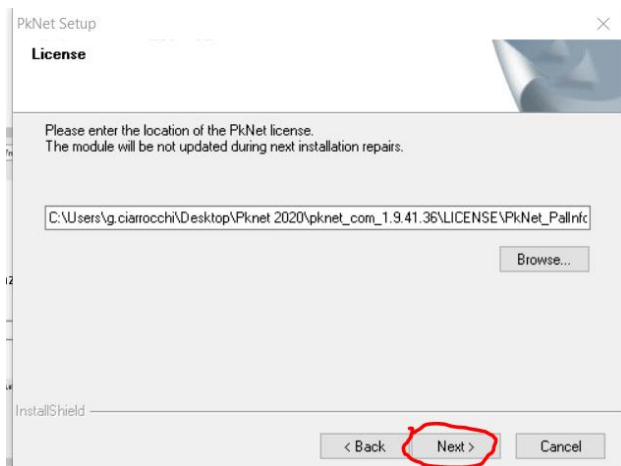 PkNet Setup
License
Please enter the location of the PkNet license.
The module will be not updated during next installation repairs.
C:\Users\g.ciarrocchi\Desktop\Pknet 2020\pknet_com_1.9.41.36\LICENSE\PkNet_PalInfc
Browse...
InstallShield
< Back Next > Cancel